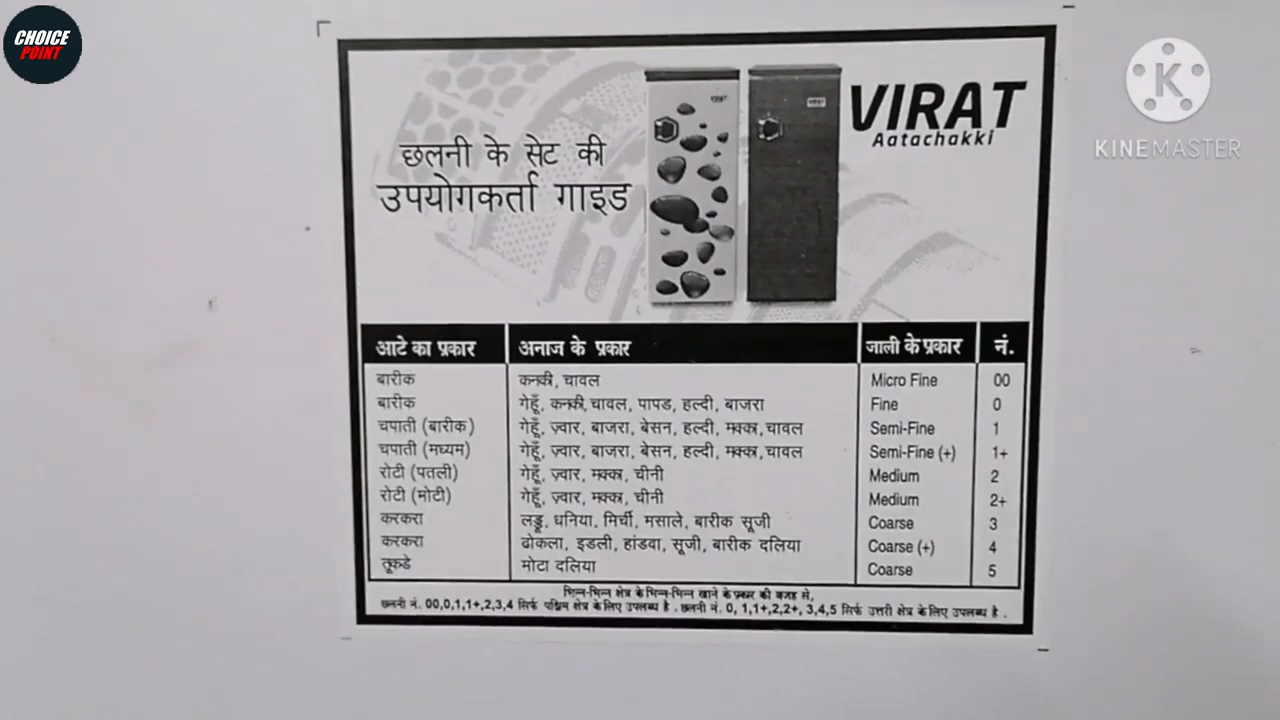 CHOICE
POINT
KINEMASTER
VIRAT
Aatachakki
छलनी के सेट की
उपयोगकर्ता गाइड
आटे का प्रकार अनाज के प्रकार जाली के प्रकार नं.
बारीक कनकी, चावल Micro Fine 00
बारीक गेहूँ, कनकी,चावल, पापड, हल्दी, बाजरा Fine 0
चपाती (बारीक) गेहूँ, ज़्वार, बाजरा, बेसन, हल्दी, मक्का,चावल Semi-Fine 1
चपाती (मध्यम) गेहूँ, ज़्वार, बाजरा, बेसन, हल्दी, मक्का,चावल Semi-Fine (+) 1+
रोटी (पतली) गेहूँ, ज़्वार, मक्का, चीनी Medium 2
रोटी (मोटी) गेहूँ, ज़्वार, मक्का, चीनी Medium 2+
करकरा लड्डू, धनिया, मिर्ची, मसाले, बारीक सूजी Coarse 3
करकरा ढोकला, इडली, हांडवा, सूजी, बारीक दलिया Coarse (+) 4
तूकडे मोटा दलिया Coarse 5
भिन्न-भिन्न क्षेत्र के भिन्न-भिन्न खाने के प्रकार की वजह से,
छलनी नं. 00,0,1,1+,2,3,4 सिर्फ पश्चिम क्षेत्र के लिए उपलब्ध है . छलनी नं. 0, 1,1+,2,2+, 3,4,5 सिर्फ उत्तरी क्षेत्र के लिए उपलब्ध है .